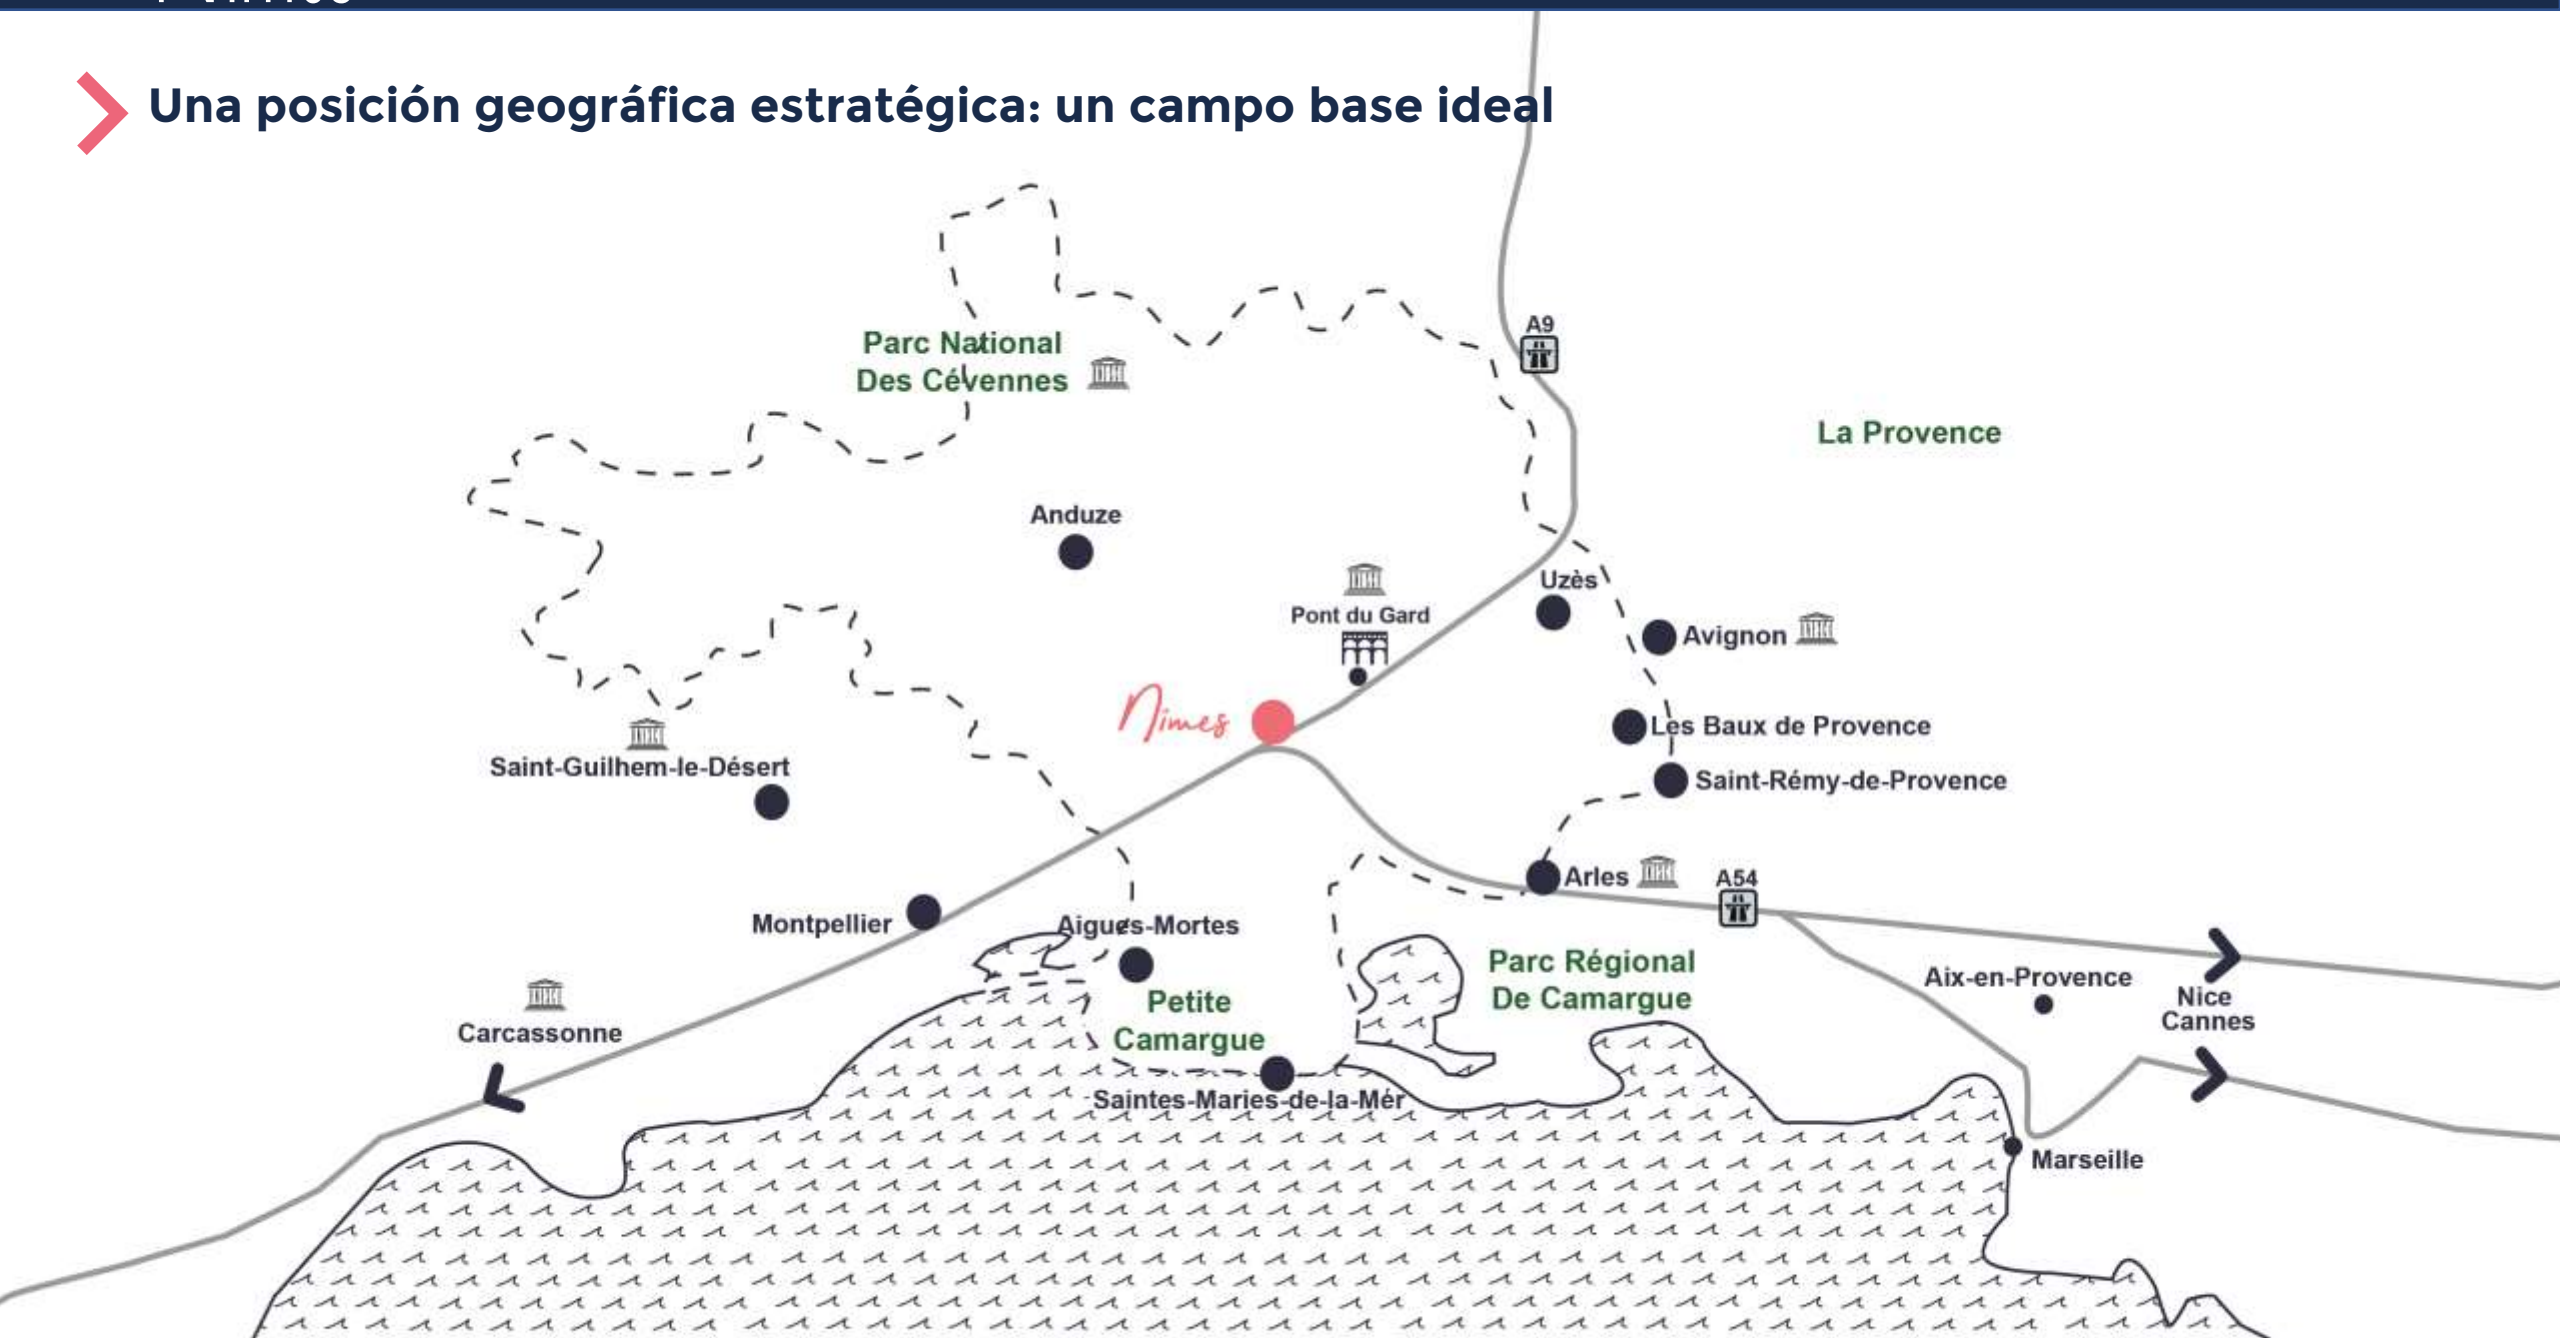 Una posición geográfica estratégica: un campo base ideal
A9
Parc National
Des Cévennes
La Provence
Anduze
Uzès
Pont du Gard
Avignon
Nîmes
Les Baux de Provence
Saint-Guilhem-le-Désert
Saint-Rémy-de-Provence
Arles
A54
Montpellier
Aigues-Mortes
Parc Régional
De Camargue
Aix-en-Provence
Petite
Camargue
Nice
Cannes
Carcassonne
Saintes-Maries-de-la-Mér
Marseille